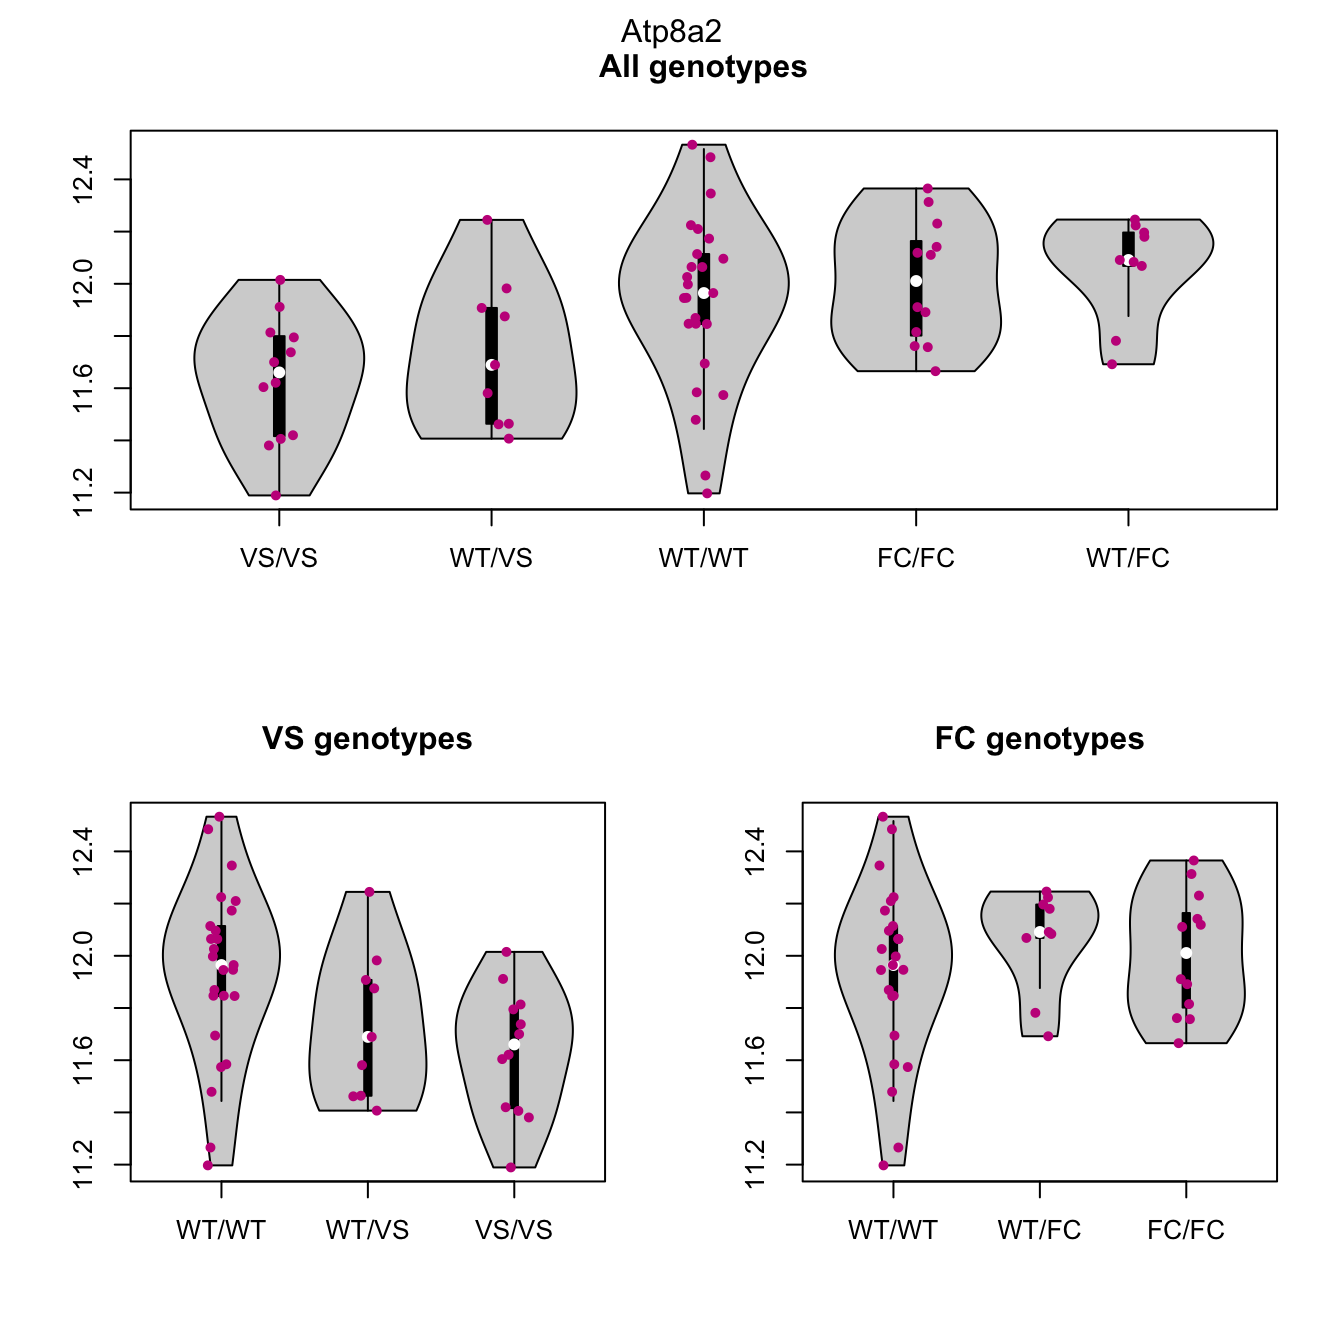 Atp8a2
All genotypes
12.4
12.0
11.6
11.2
VS/VS WT/VS WT/WT FC/FC WT/FC
VS genotypes
12.4
12.0
11.6
11.2
WT/WT WT/VS VS/VS
FC genotypes
12.4
12.0
11.6
11.2
WT/WT WT/FC FC/FC